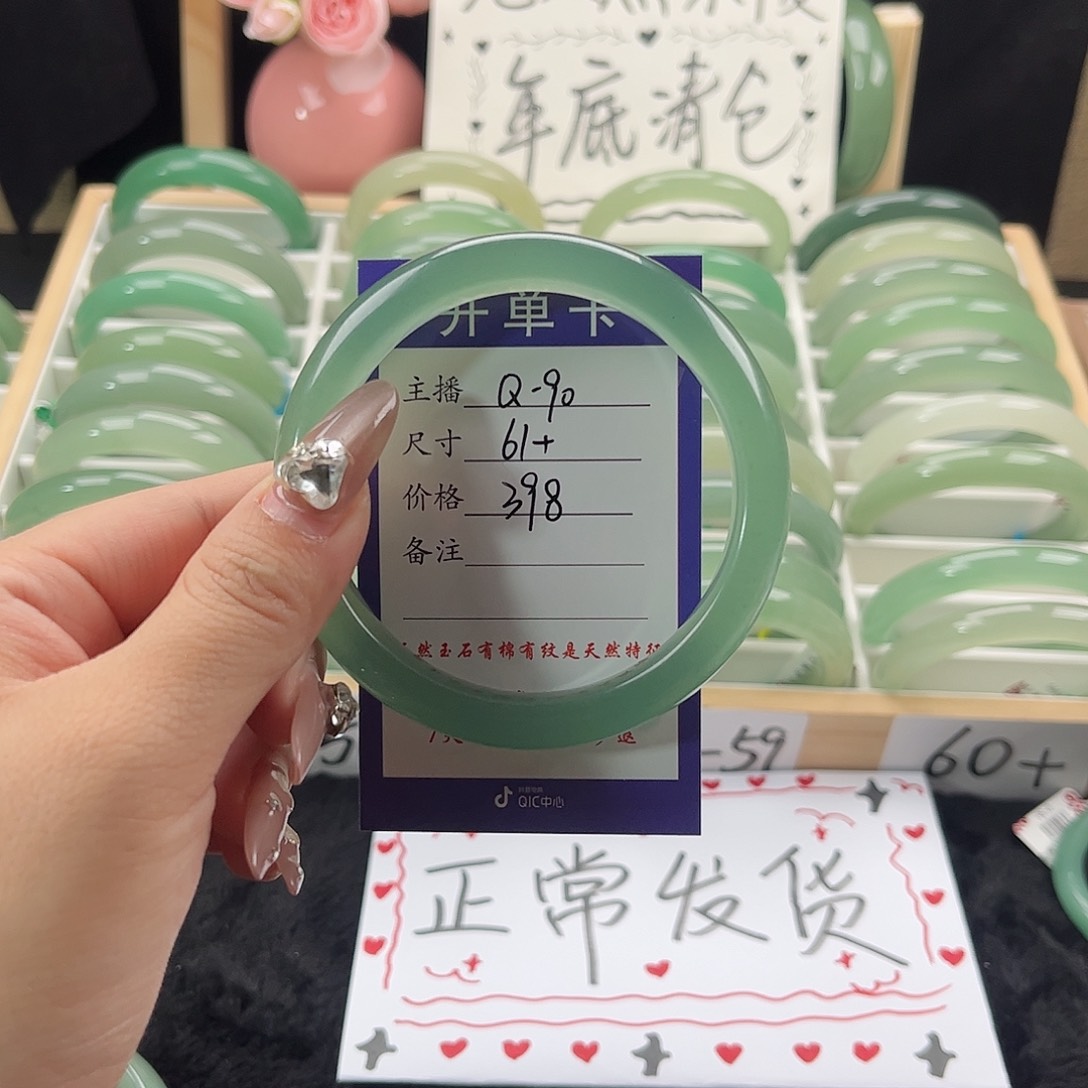 年底清仓
开单卡
主播 Q-90
尺寸 61+
价格 398
备注
然玉石有棉有纹是天然特征
QIC中心
-59
60+
正常发货